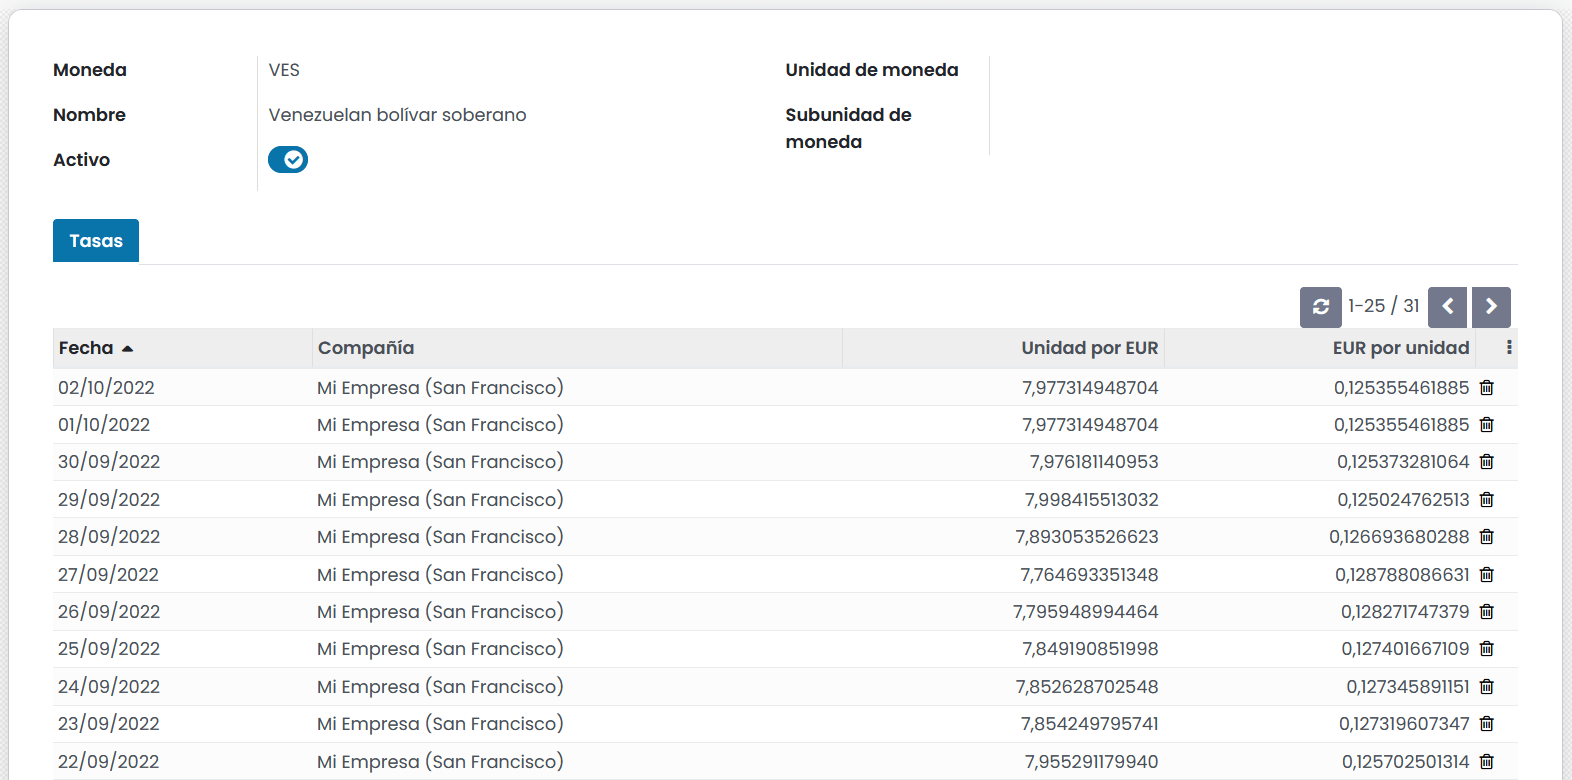 Moneda VES Unidad de moneda
Nombre Venezuelan bolívar soberano Subunidad de moneda
Activo
Tasas
1-25 / 31
Fecha Compañía Unidad por EUR EUR por unidad
02/10/2022 Mi Empresa (San Francisco) 7,977314948704 0,125355461885
01/10/2022 Mi Empresa (San Francisco) 7,977314948704 0,125355461885
30/09/2022 Mi Empresa (San Francisco) 7,976181140953 0,125373281064
29/09/2022 Mi Empresa (San Francisco) 7,998415513032 0,125024762513
28/09/2022 Mi Empresa (San Francisco) 7,893053526623 0,126693680288
27/09/2022 Mi Empresa (San Francisco) 7,764693351348 0,128788086631
26/09/2022 Mi Empresa (San Francisco) 7,795948994464 0,128271747379
25/09/2022 Mi Empresa (San Francisco) 7,849190851998 0,127401667109
24/09/2022 Mi Empresa (San Francisco) 7,852628702548 0,127345891151
23/09/2022 Mi Empresa (San Francisco) 7,854249795741 0,127319607347
22/09/2022 Mi Empresa (San Francisco) 7,955291179940 0,125702501314